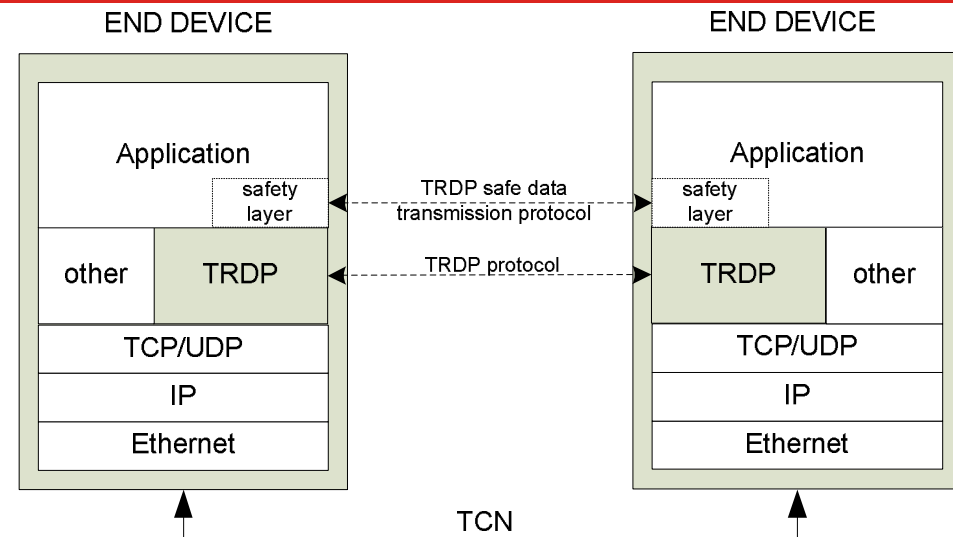 END DEVICE
END DEVICE
Application
safety
layer
other
TRDP
TCP/UDP
IP
Ethernet
TRDP safe data
transmission protocol
TRDP protocol
Application
safety
layer
TRDP
other
TCP/UDP
IP
Ethernet
TCN